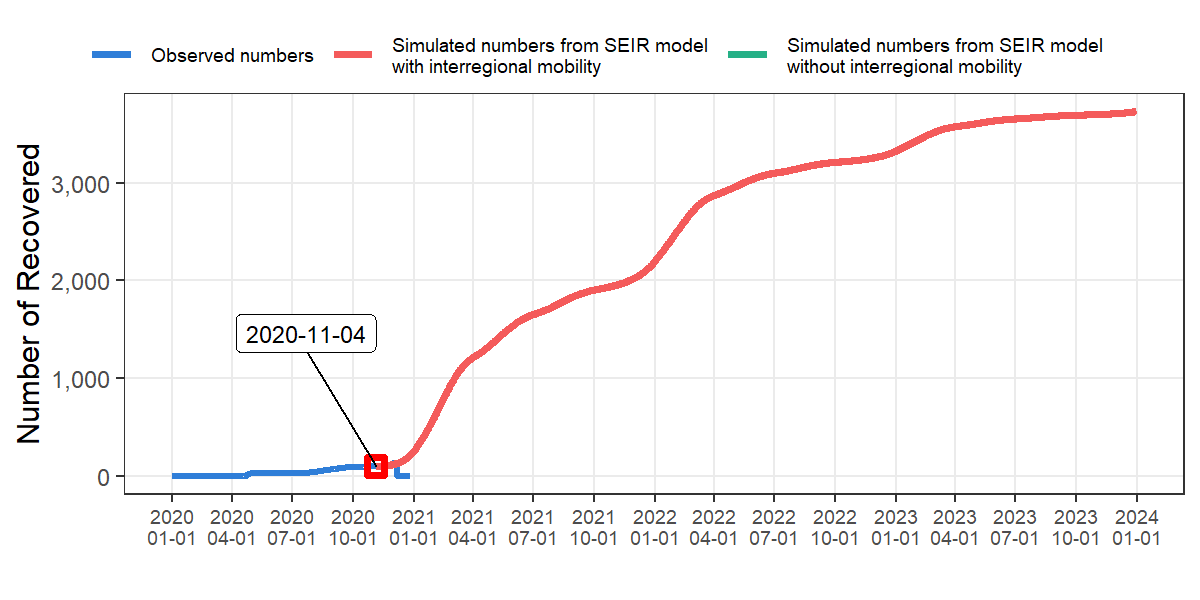 Observed numbers
Simulated numbers from SEIR model
with interregional mobility
Simulated numbers from SEIR model
without interregional mobility
Number of Recovered
3,000
2,000
1,000
0
2020-11-04
2020 2020 2020 2020 2021 2021 2021 2021 2022 2022 2022 2022 2023 2023 2023 2023 2024
01-01 04-01 07-01 10-01 01-01 04-01 07-01 10-01 01-01 04-01 07-01 10-01 01-01 04-01 07-01 10-01 01-01